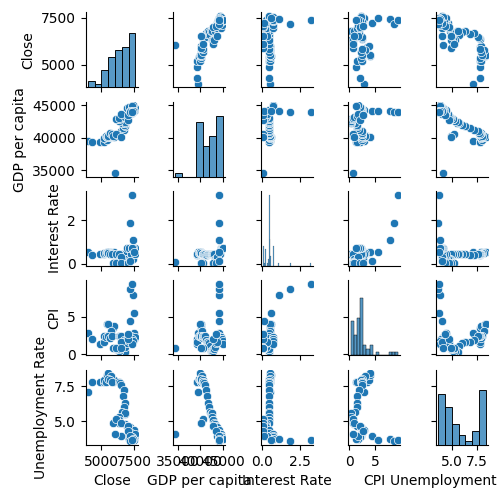 7500
5000
Close
45000
40000
35000
GDP per capita
2
0
Interest Rate
5
0
CPI
7.5
5.0
Unemployment Rate
5000 7500 35000 40000 45000 0.0 2.5 0 5 5.0 7.5
Close GDP per capita Interest Rate CPI Unemployment